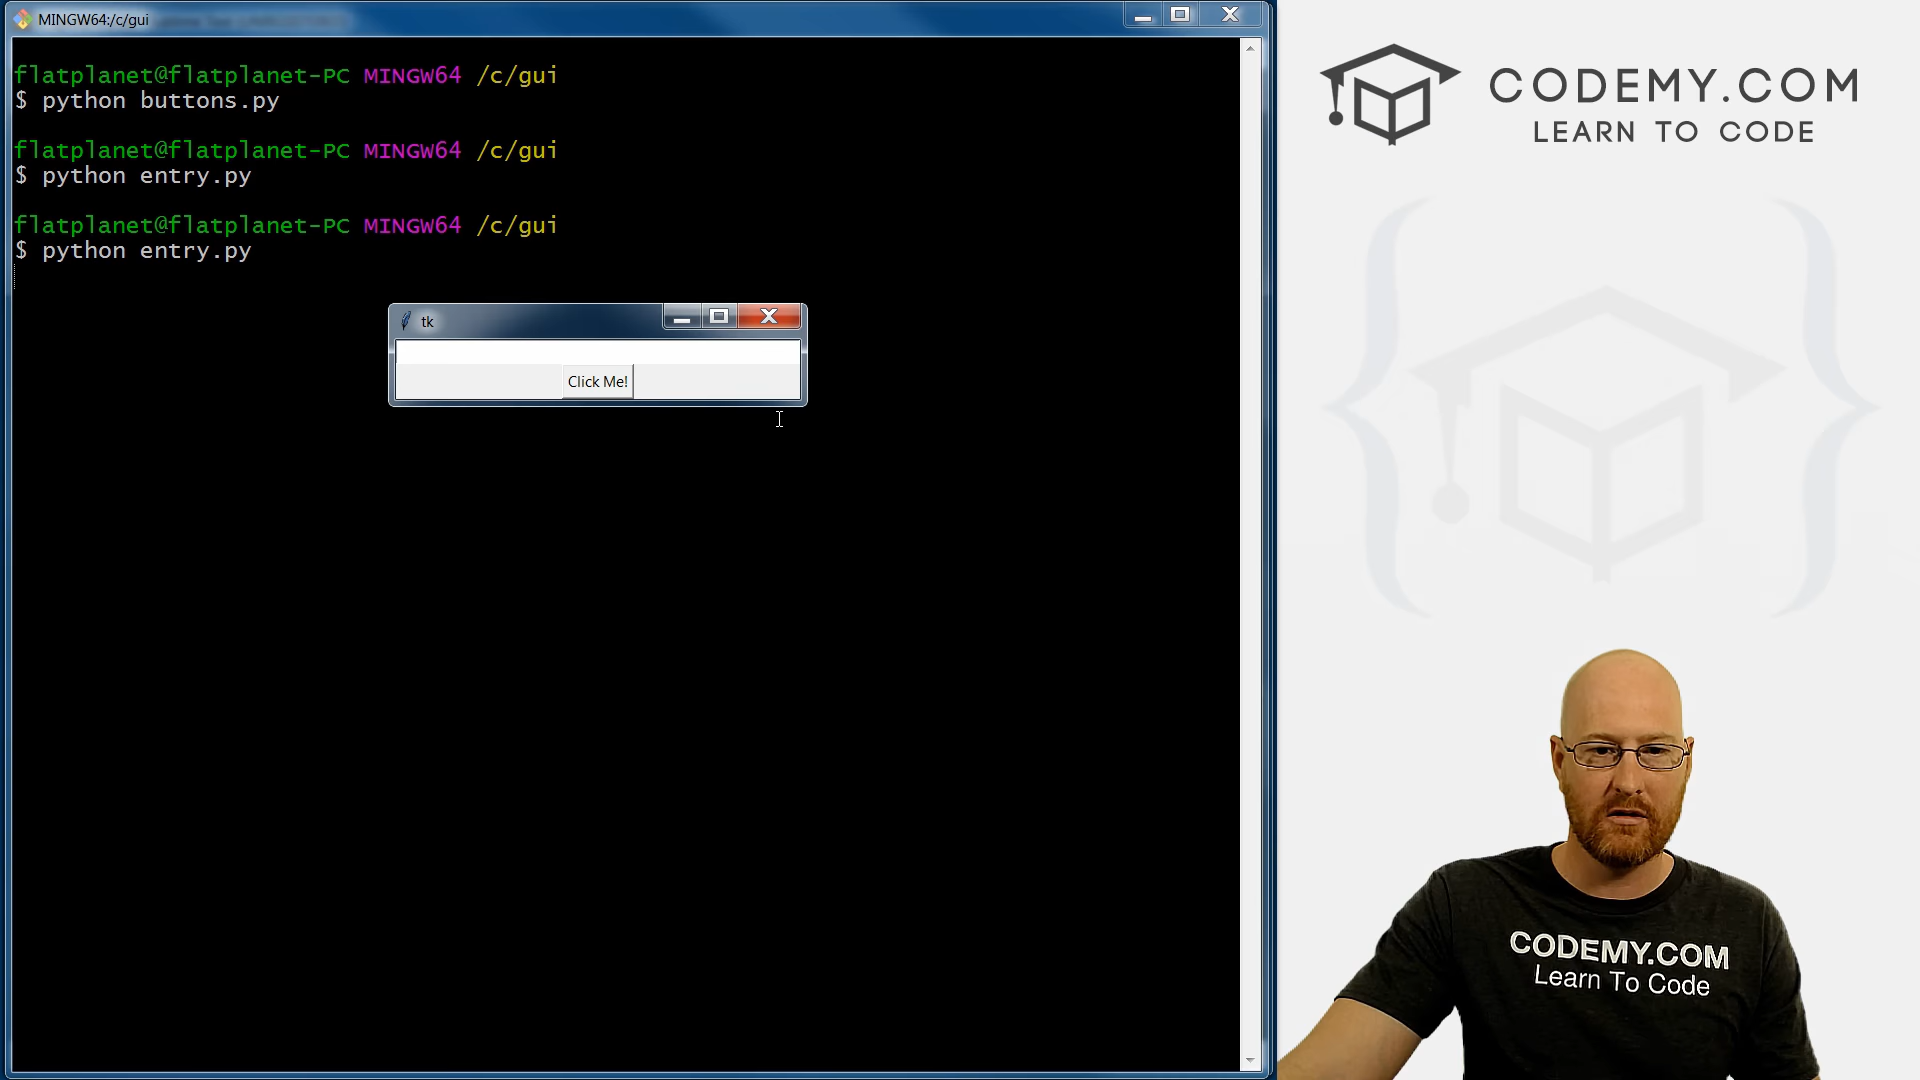 MINGW64:/c/gui
flatplanet@flatplanet-PC MINGW64 /c/gui
$ python buttons.py
flatplanet@flatplanet-PC MINGW64 /c/gui
$ python entry.py
flatplanet@flatplanet-PC MINGW64 /c/gui
$ python entry.py
tk
Click Me!
CODEMY.COM
LEARN TO CODE
CODEMY.COM
Learn To Code